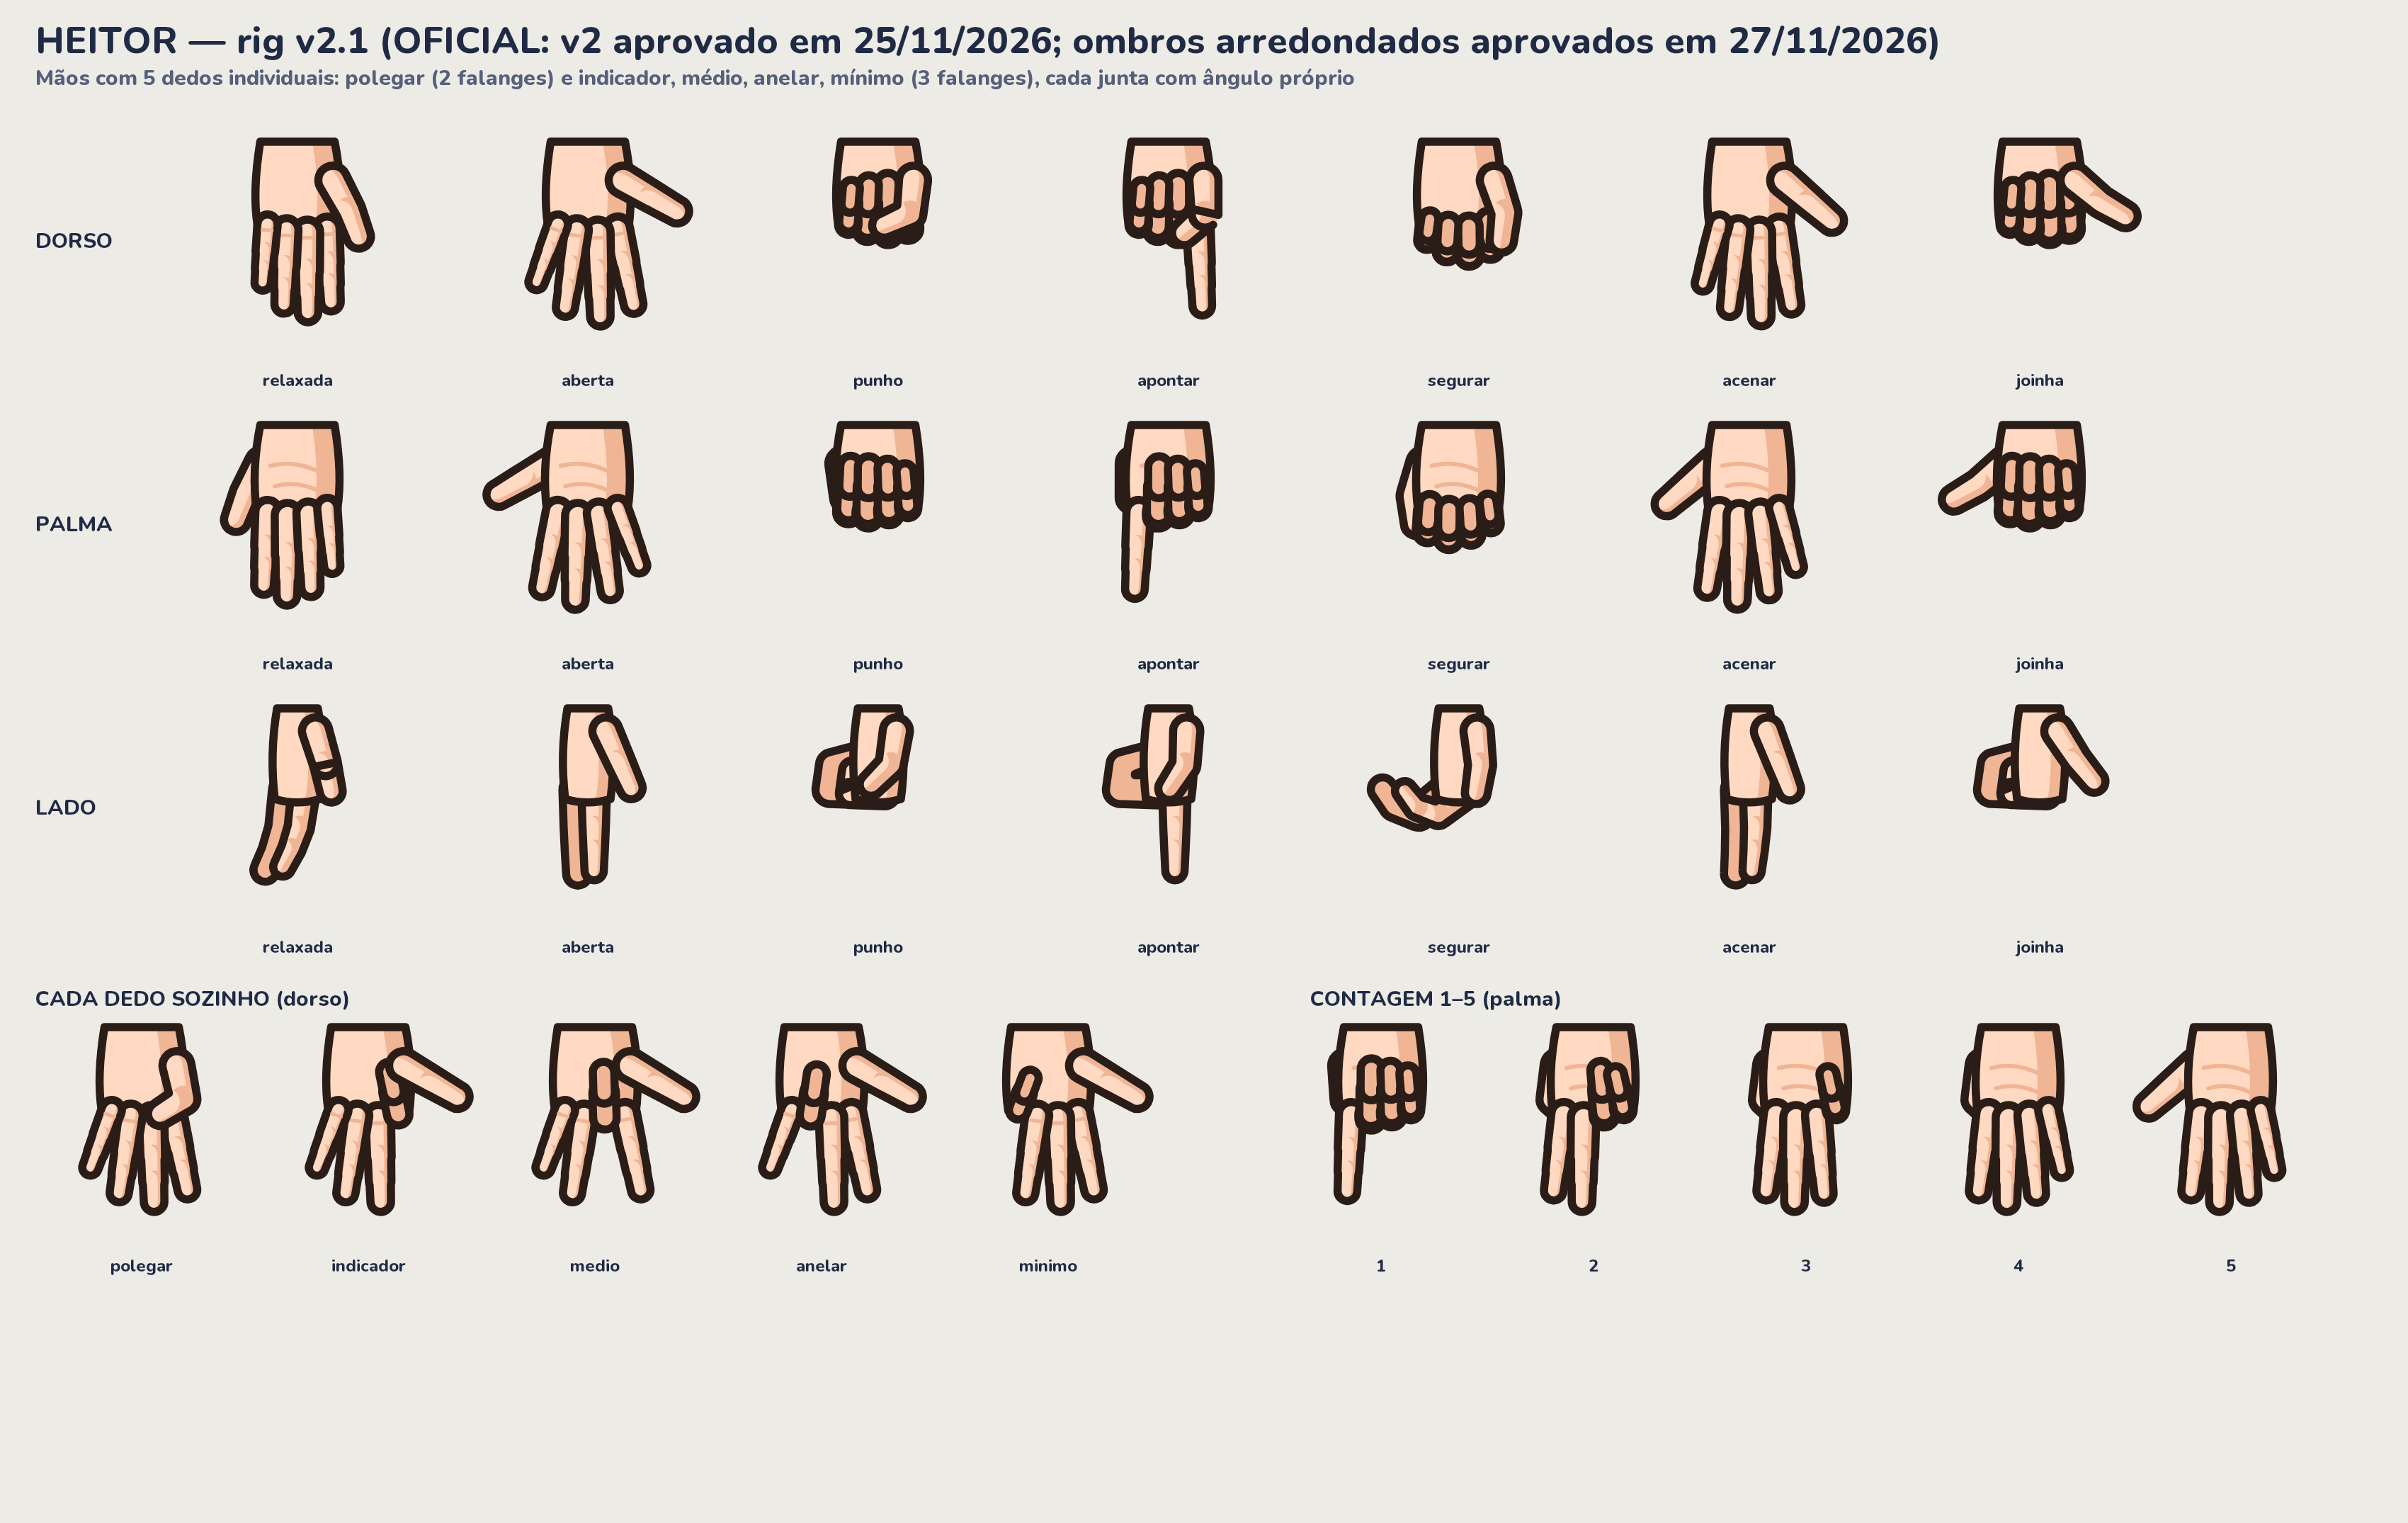 HEITOR — rig v2.1 (OFICIAL: v2 aprovado em 25/11/2026; ombros arredondados aprovados em 27/11/2026)
Mãos com 5 dedos individuais: polegar (2 falanges) e indicador, médio, anelar, mínimo (3 falanges), cada junta com ângulo próprio
DORSO
relaxada aberta punho apontar segurar acenar joinha
PALMA
relaxada aberta punho apontar segurar acenar joinha
LADO
relaxada aberta punho apontar segurar acenar joinha
CADA DEDO SOZINHO (dorso)
polegar indicador medio anelar minimo
CONTAGEM 1–5 (palma)
1 2 3 4 5